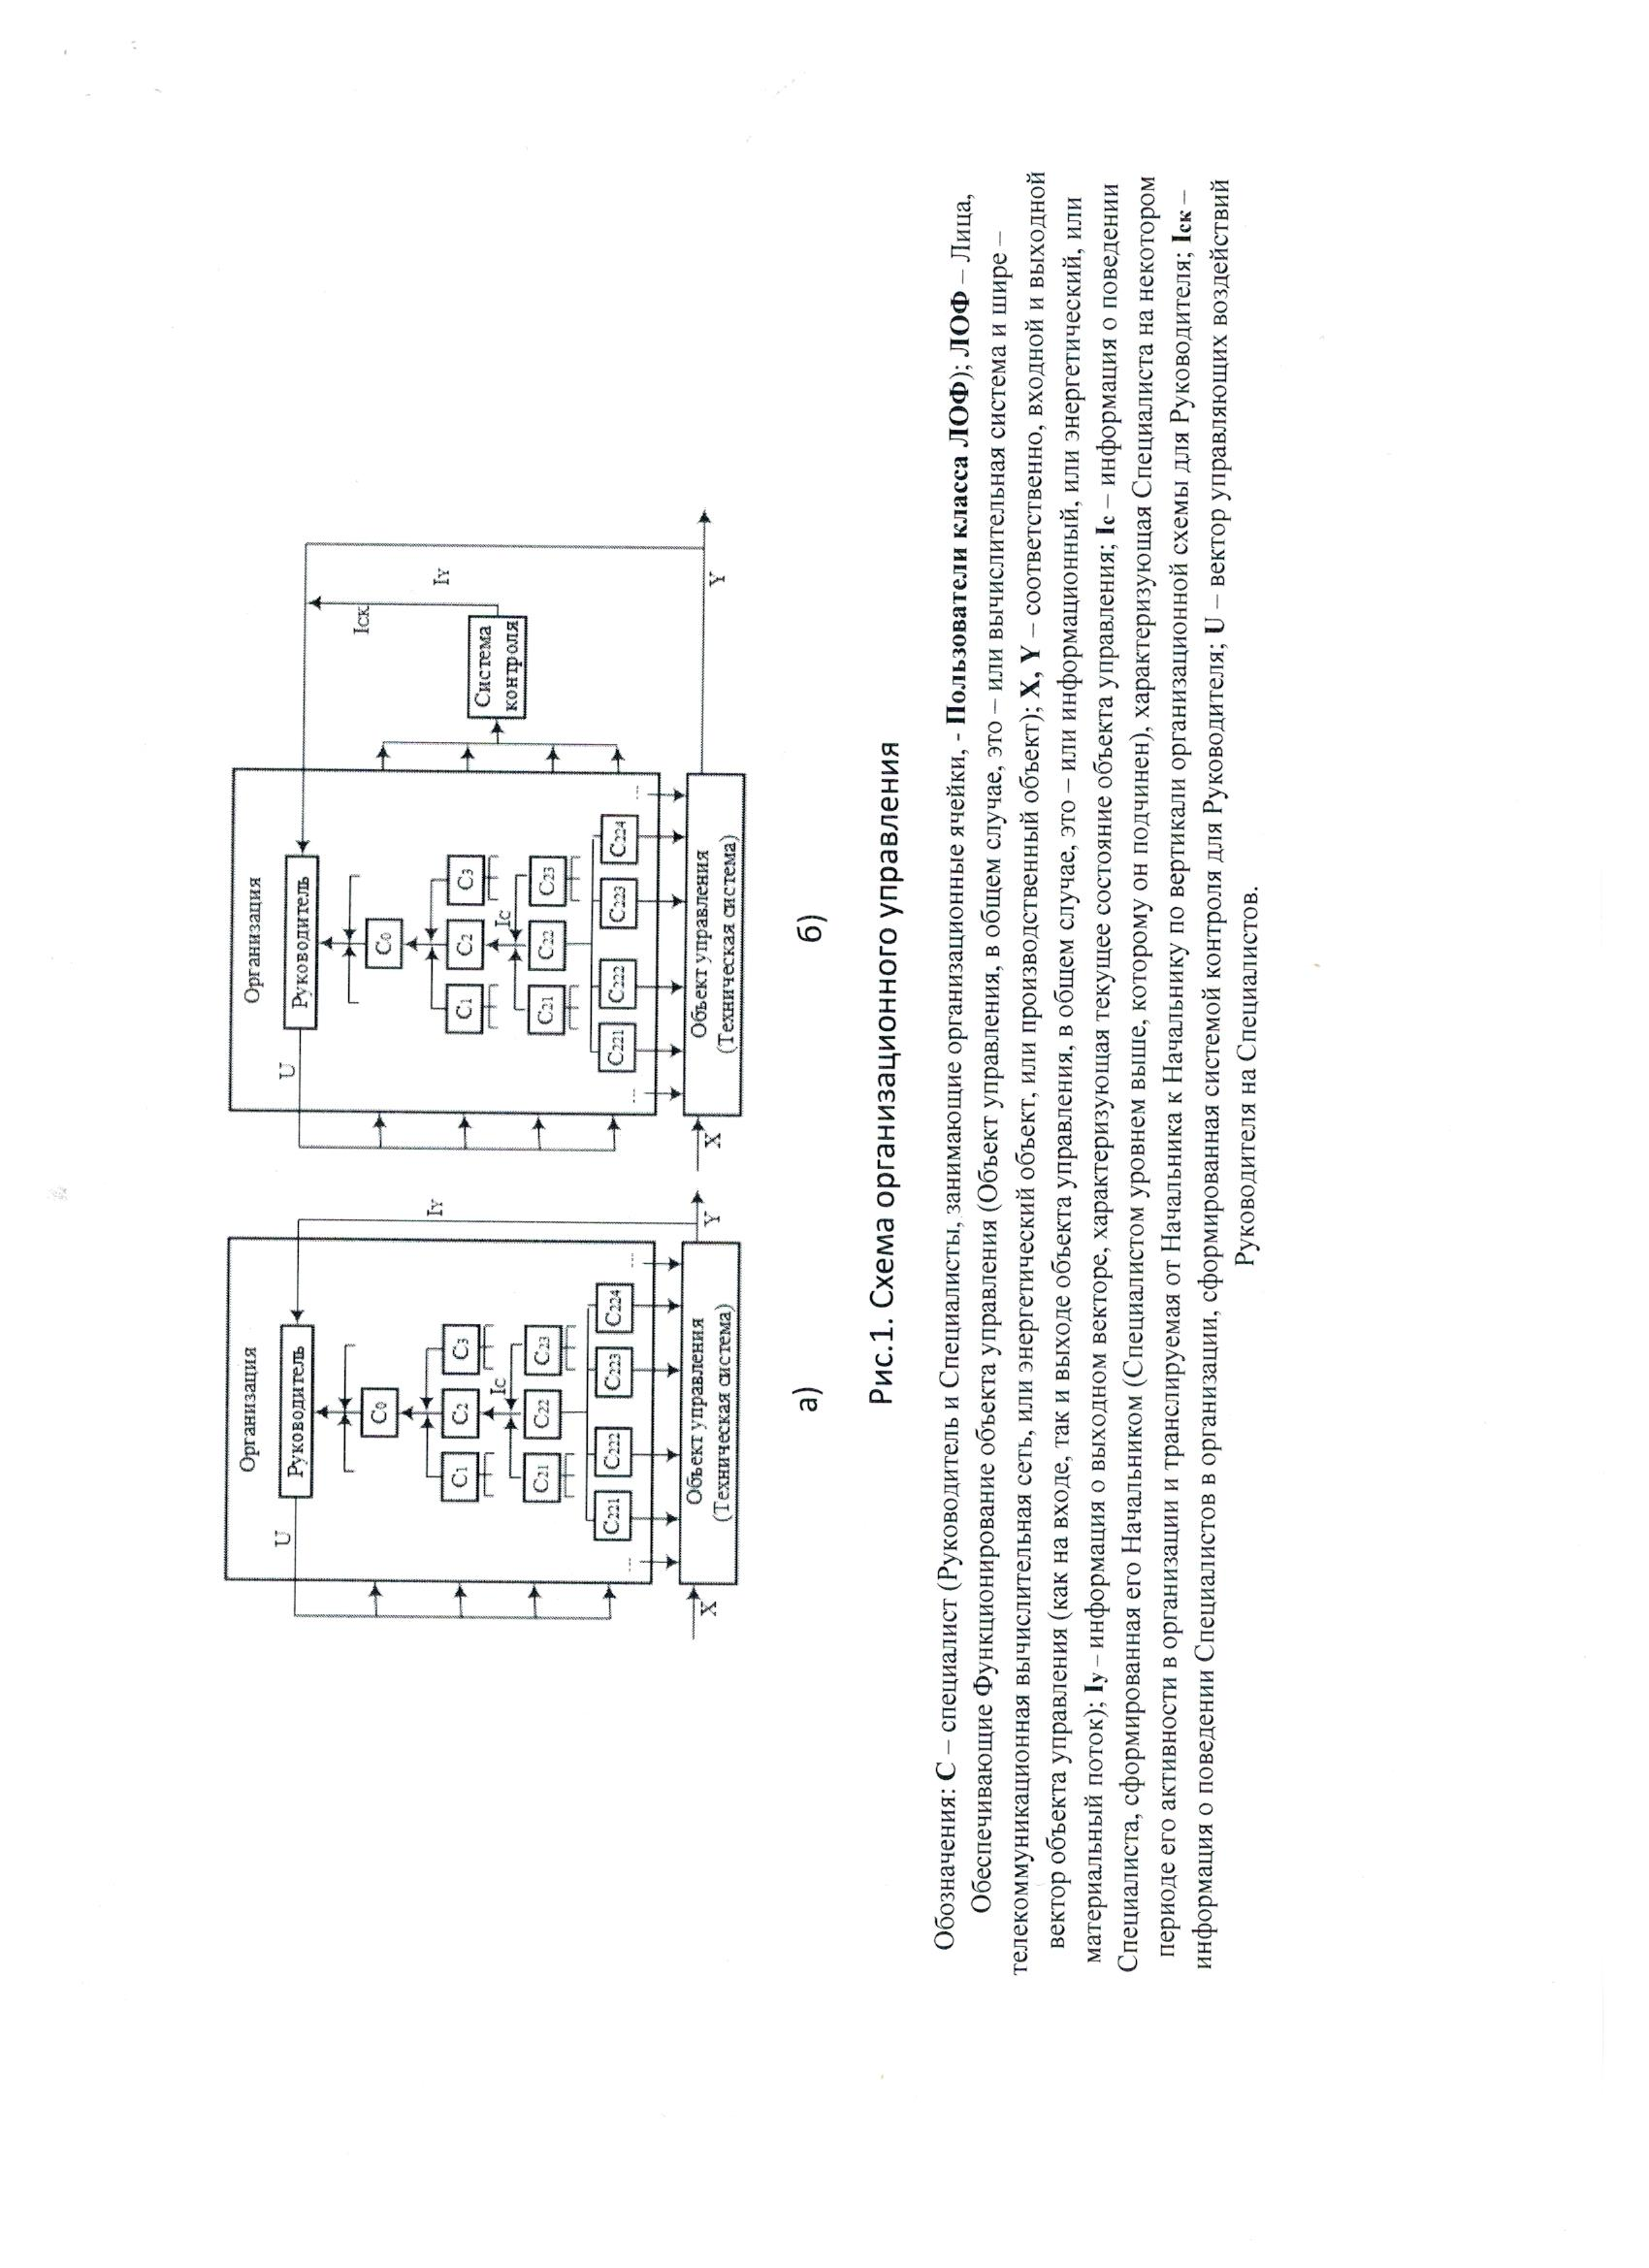 Организация
U
Руководитель
C0
C1
C2
C3
Ic
C21
C22
C23
C221
C222
C223
C224
...
...
Объект управления
(Техническая система)
X
Y
IY
а)
Организация
U
Руководитель
C0
C1
C2
C3
Ic
C21
C22
C23
C221
C222
C223
C224
...
...
Объект управления
(Техническая система)
X
Y
Система
контроля
Iск
IY
б)
Рис.1. Схема организационного управления
Обозначения: С – специалист (Руководитель и Специалисты, занимающие организационные ячейки, - Пользователи класса ЛОФ); ЛОФ – Лица,
Обеспечивающие Функционирование объекта управления (Объект управления, в общем случае, это – или вычислительная система и шире –
телекоммуникационная вычислительная сеть, или энергетический объект, или производственный объект); X, Y – соответственно, входной и выходной
вектор объекта управления (как на входе, так и выходе объекта управления, в общем случае, это – или информационный, или энергетический, или
материальный поток); Iy – информация о выходном векторе, характеризующая текущее состояние объекта управления; Ic – информация о поведении
Специалиста, сформированная его Начальником (Специалистом уровнем выше, которому он подчинен), характеризующая Специалиста на некотором
периоде его активности в организации и транслируемая от Начальника к Начальнику по вертикали организационной схемы для Руководителя; Iск –
информация о поведении Специалистов в организации, сформированная системой контроля для Руководителя; U – вектор управляющих воздействий
Руководителя на Специалистов.